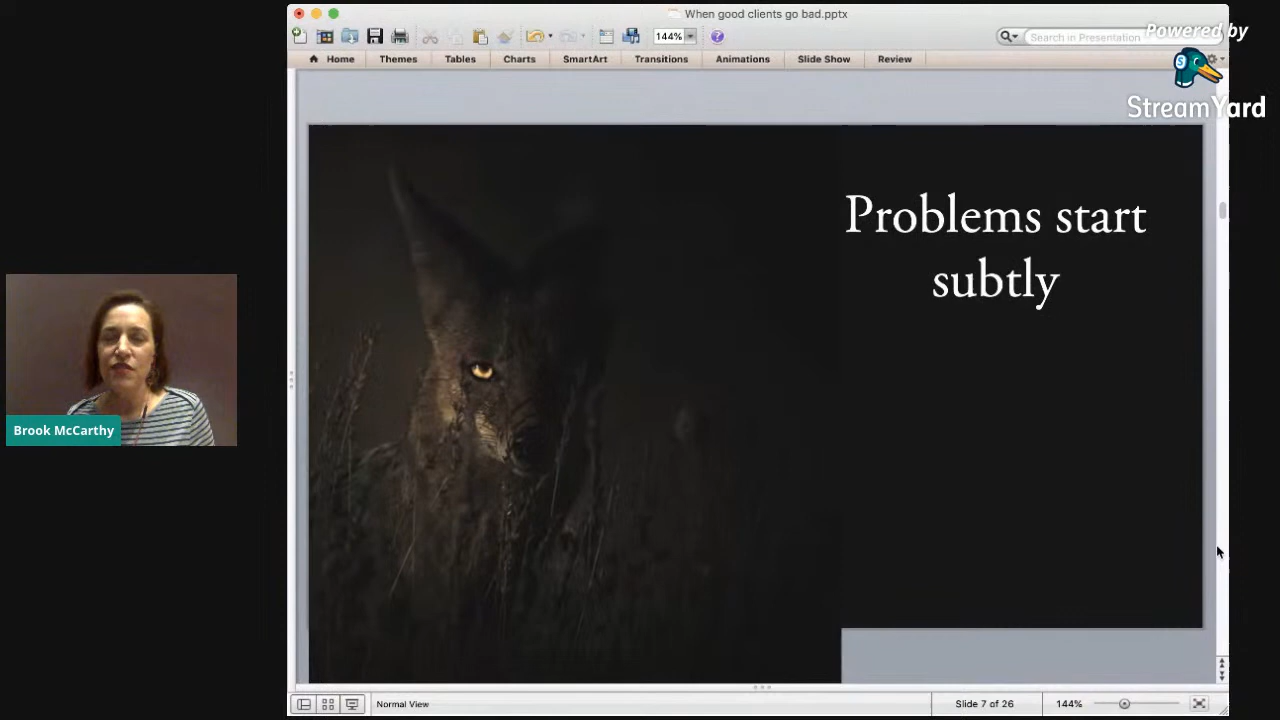 When good clients go bad.pptx
144%
Search in Presentation
Powered by
StreamYard
Home
Themes
Tables
Charts
SmartArt
Transitions
Animations
Slide Show
Review
Problems start
subtly
Brook McCarthy
Normal View
Slide 7 of 26
144%